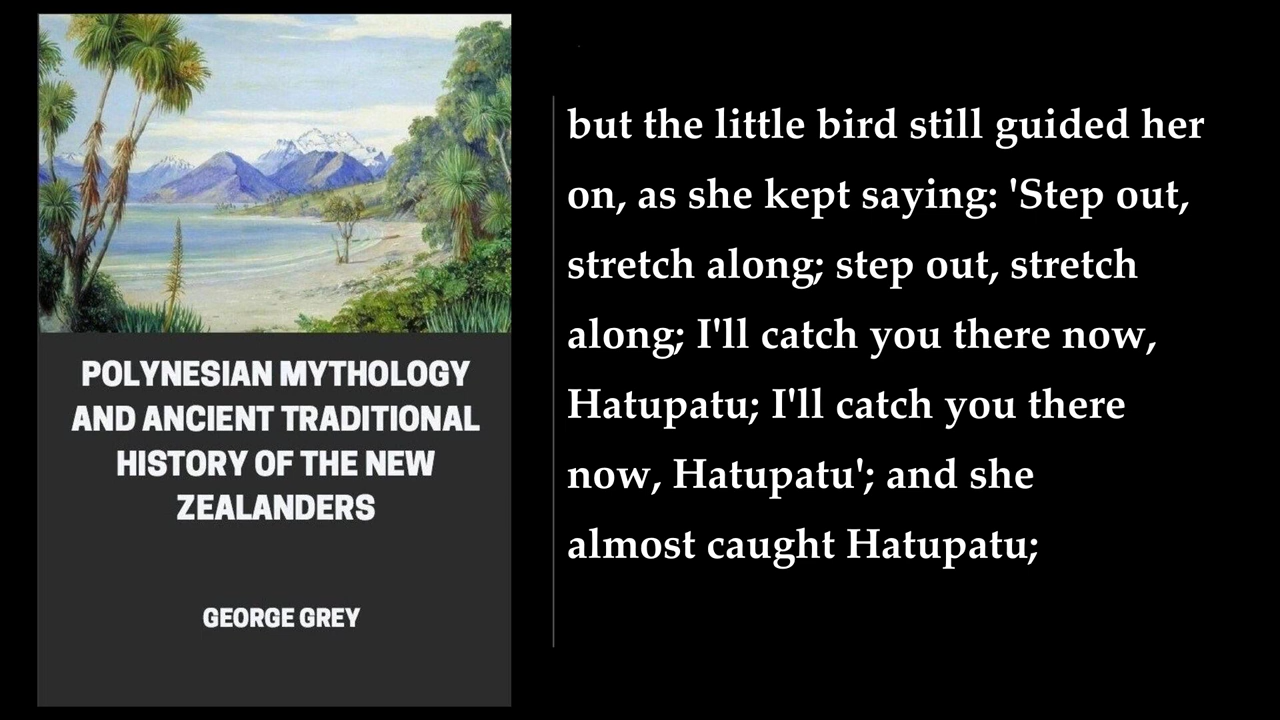 POLYNESIAN MYTHOLOGY
AND ANCIENT TRADITIONAL
HISTORY OF THE NEW
ZEALANDERS
GEORGE GREY
but the little bird still guided her
on, as she kept saying: 'Step out,
stretch along; step out, stretch
along; I'll catch you there now,
Hatupatu; I'll catch you there
now, Hatupatu'; and she
almost caught Hatupatu;